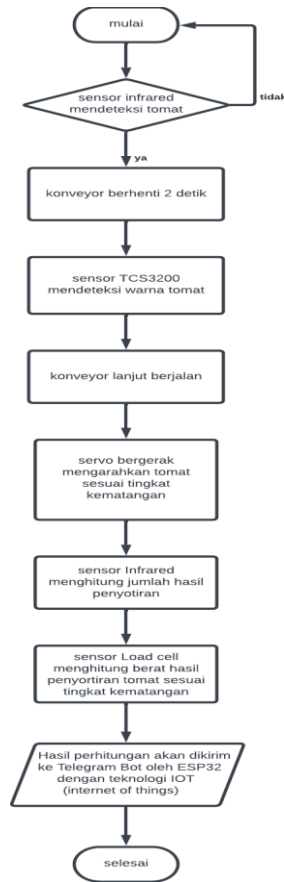 mulai
sensor infrared
mendeteksi tomat
tidak
ya
konveyor berhenti 2 detik
sensor TCS3200
mendeteksi warna tomat
konveyor lanjut berjalan
servo bergerak
mengarahkan tomat
sesuai tingkat
kematangan
sensor Infrared
menghitung jumlah hasil
penyotiran
sensor Load cell
menghitung berat hasil
penyortiran tomat sesuai
tingkat kematangan
Hasil perhitungan akan dikirim
ke Telegram Bot oleh ESP32
dengan teknologi IOT
(internet of things)
selesai